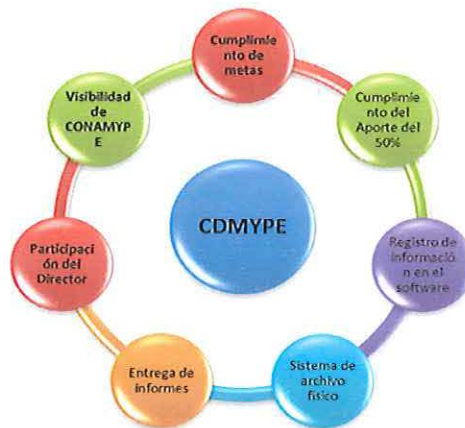 Cumplimie
nto de
metas
Cumplimie
nto del
Aporte del
50%
Registro de
informació
n en el
software
Sistema de
archivo
físico
Entrega de
informes
Participaci
ón del
Director
Visibilidad
de
CONAMYP
E
CDMYPE